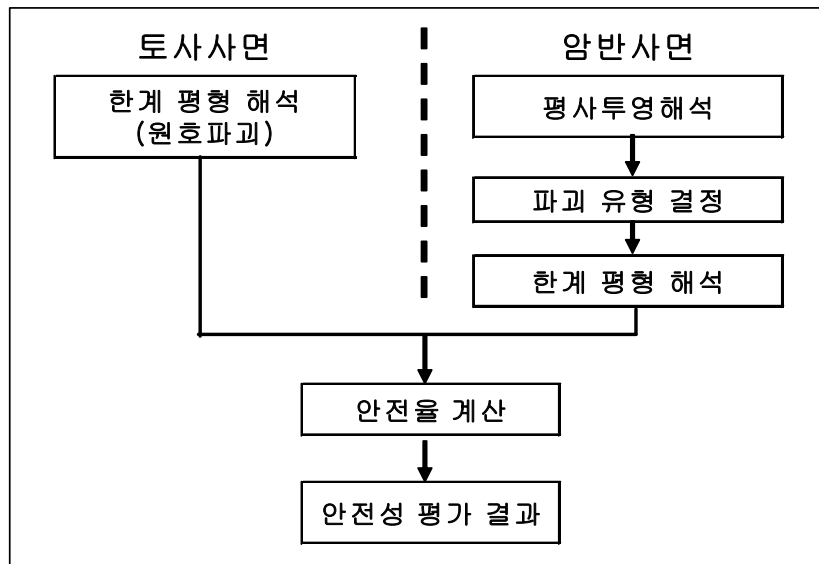 토사사면
한계 평형 해석
(원호파괴)
암반사면
평사투영해석
파괴 유형 결정
한계 평형 해석
안전율 계산
안전성 평가 결과